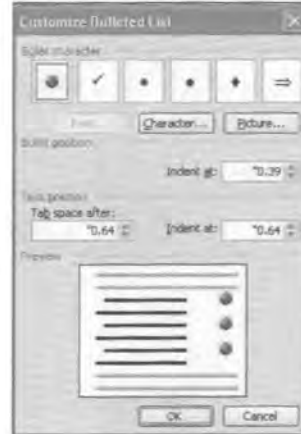 Customize Bulleted List
Bullet character
Font... Character... Picture...
Bullet position
Indent at: "0.39
Text position
Tab space after:
"0.64 Indent at: "0.64
Preview
OK Cancel